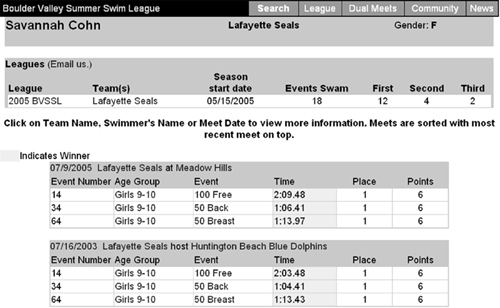 Boulder Valley Summer Swim League Search League Dual Meets Community News
Savannah Cohn Lafayette Seals Gender: F
Leagues (Email us.)
Season
League Team(s) start date Events Swam First Second Third
2005 BVSSL Lafayette Seals 05/15/2005 18 12 4 2
Click on Team Name, Swimmer's Name or Meet Date to view more information. Meets are sorted with most
recent meet on top.
Indicates Winner
07/9/2005 Lafayette Seals at Meadow Hills
Event Number Age Group Event Time Place Points
14 Girls 9-10 100 Free 2:09.48 1 6
34 Girls 9-10 50 Back 1:06.41 1 6
64 Girls 9-10 50 Breast 1:13.97 1 6
07/16/2003 Lafayette Seals host Huntington Beach Blue Dolphins
Event Number Age Group Event Time Place Points
14 Girls 9-10 100 Free 2:03.48 1 6
34 Girls 9-10 50 Back 1:04.41 1 6
64 Girls 9-10 50 Breast 1:13.43 1 6